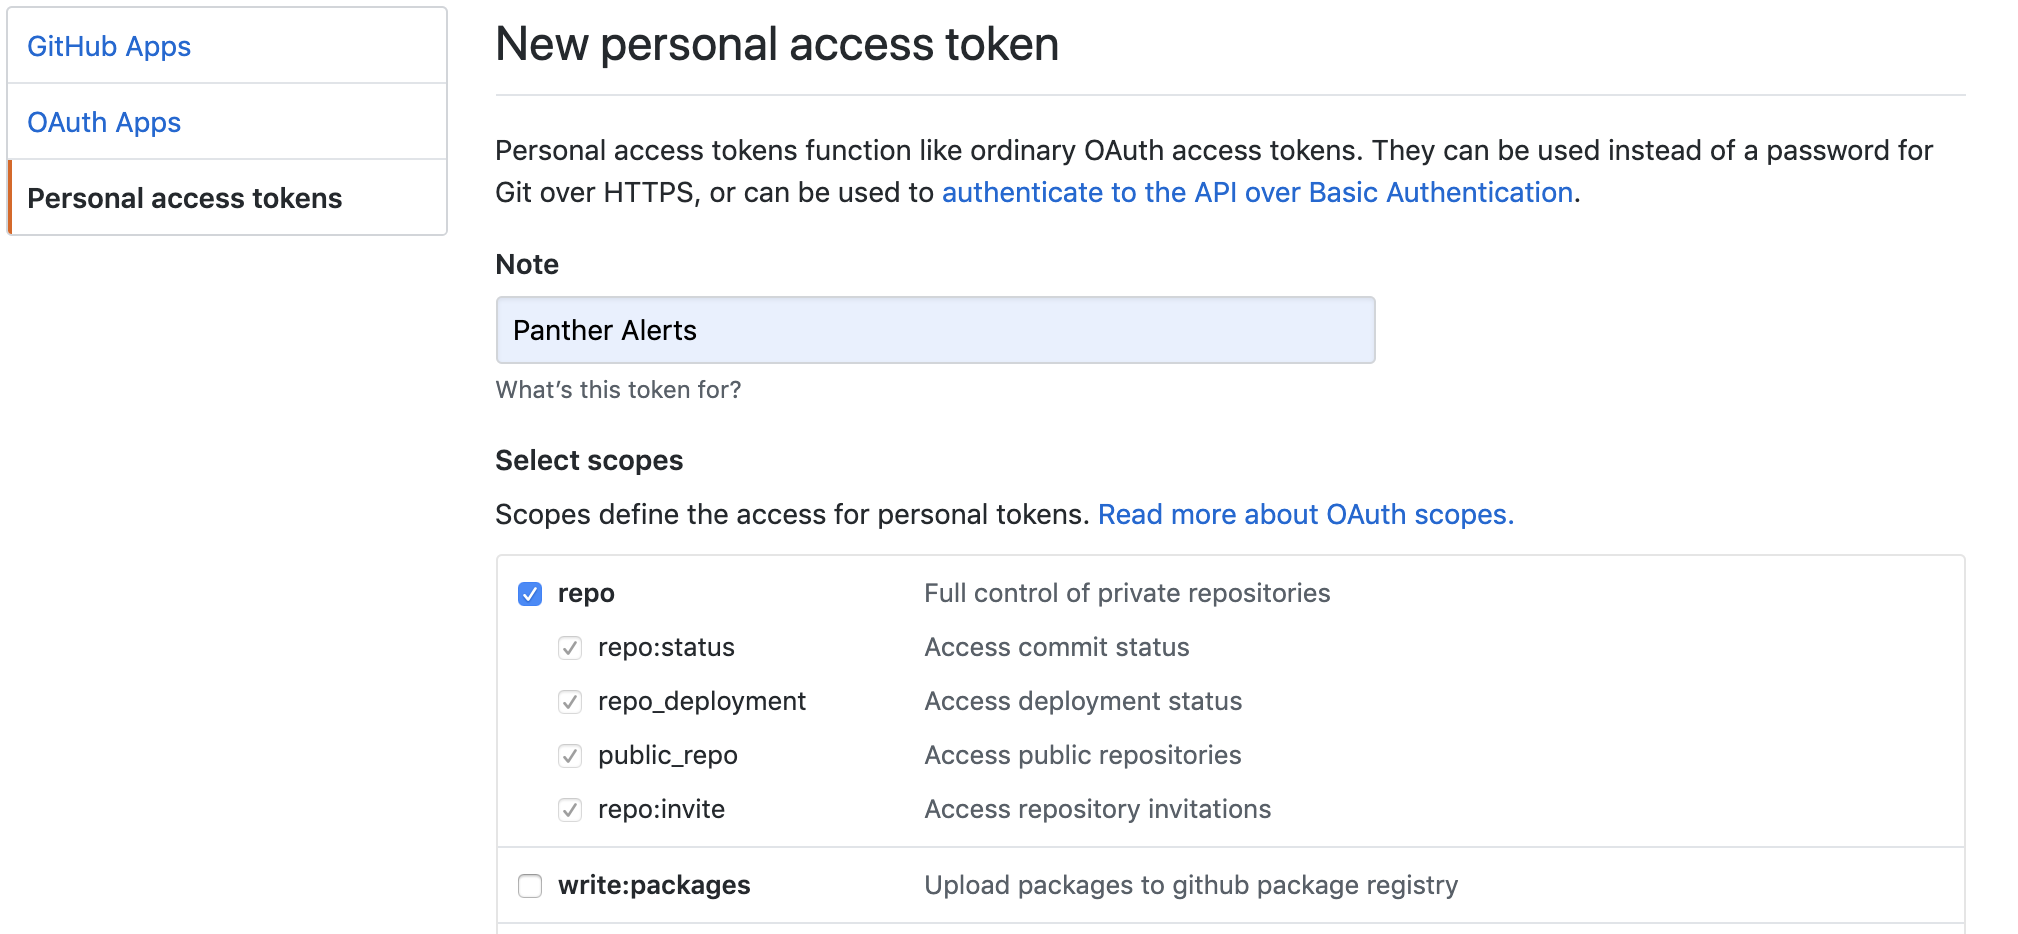 GitHub Apps
OAuth Apps
Personal access tokens
New personal access token
Personal access tokens function like ordinary OAuth access tokens. They can be used instead of a password for
Git over HTTPS, or can be used to authenticate to the API over Basic Authentication.
Note
Panther Alerts
What's this token for?
Select scopes
Scopes define the access for personal tokens. Read more about OAuth scopes.
repo Full control of private repositories
repo:status Access commit status
repo_deployment Access deployment status
public_repo Access public repositories
repo:invite Access repository invitations
write:packages Upload packages to github package registry